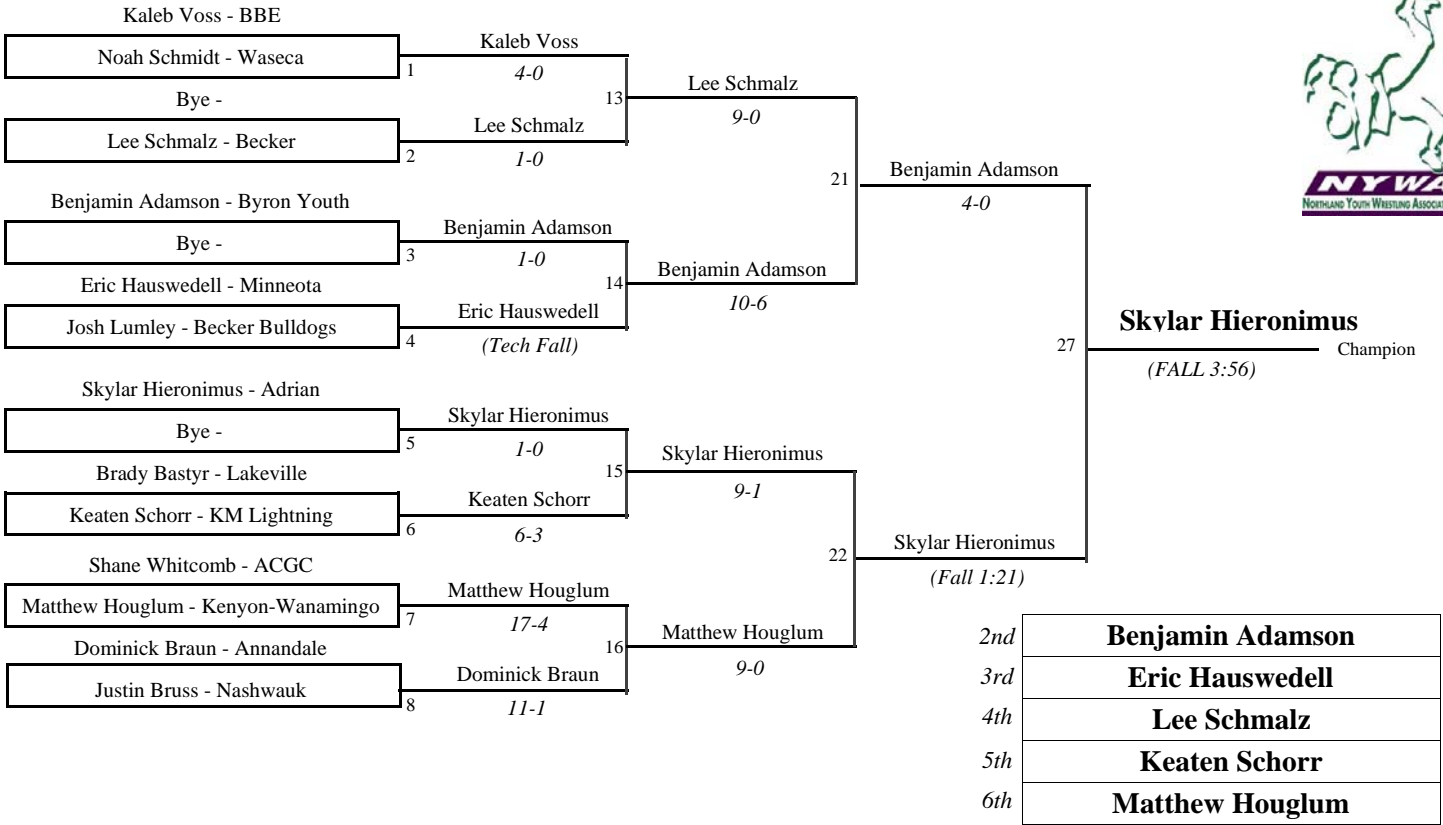 Kaleb Voss - BBE
Noah Schmidt - Waseca
1
Kaleb Voss
4-0
Bye -
Lee Schmalz - Becker
2
Lee Schmalz
1-0
13
Lee Schmalz
9-0
Benjamin Adamson - Byron Youth
Bye -
3
Benjamin Adamson
1-0
Eric Hauswedell - Minneota
Josh Lumley - Becker Bulldogs
4
Eric Hauswedell
(Tech Fall)
14
Benjamin Adamson
10-6
21
Benjamin Adamson
4-0
Skylar Hieronimus - Adrian
Bye -
5
Skylar Hieronimus
1-0
Brady Bastyr - Lakeville
Keaten Schorr - KM Lightning
6
Keaten Schorr
6-3
15
Skylar Hieronimus
9-1
Shane Whitcomb - ACGC
Matthew Houglum - Kenyon-Wanamingo
7
Matthew Houglum
17-4
Dominick Braun - Annandale
Justin Bruss - Nashwauk
8
Dominick Braun
11-1
16
Matthew Houglum
9-0
22
Skylar Hieronimus
(Fall 1:21)
27
Skylar Hieronimus
(FALL 3:56)
Champion
NYWA
NORTHLAND YOUTH WRESTLING
2nd Benjamin Adamson
3rd Eric Hauswedell
4th Lee Schmalz
5th Keaten Schorr
6th Matthew Houglum